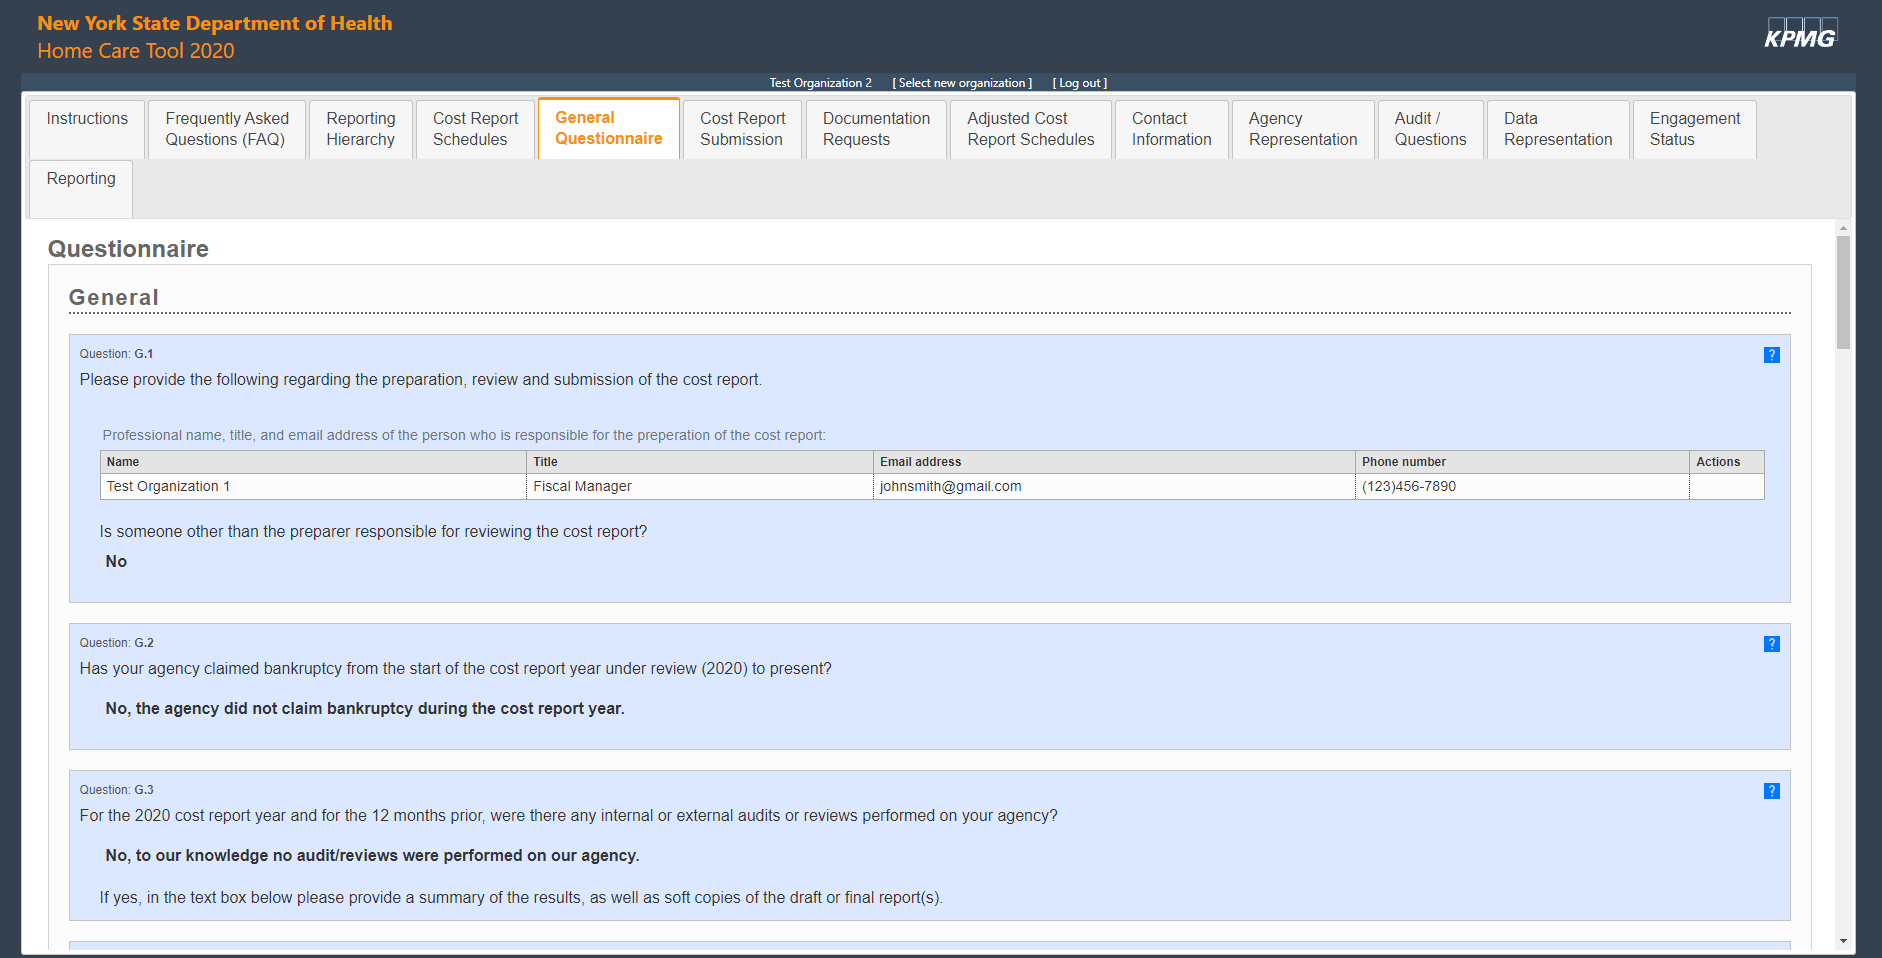 New York State Department of Health
Home Care Tool 2020
KPMG
Test Organization 2 [ Select new organization ] [ Log out ]
Instructions
Frequently Asked
Questions (FAQ)
Reporting
Hierarchy
Cost Report
Schedules
General
Questionnaire
Cost Report
Submission
Documentation
Requests
Adjusted Cost
Report Schedules
Contact
Information
Agency
Representation
Audit /
Questions
Data
Representation
Engagement
Status
Reporting
Questionnaire
General
Question: G.1
?
Please provide the following regarding the preparation, review and submission of the cost report.
Professional name, title, and email address of the person who is responsible for the preperation of the cost report:
Name Title Email address Phone number Actions
Test Organization 1 Fiscal Manager johnsmith@gmail.com (123)456-7890
Is someone other than the preparer responsible for reviewing the cost report?
No
Question: G.2
?
Has your agency claimed bankruptcy from the start of the cost report year under review (2020) to present?
No, the agency did not claim bankruptcy during the cost report year.
Question: G.3
?
For the 2020 cost report year and for the 12 months prior, were there any internal or external audits or reviews performed on your agency?
No, to our knowledge no audit/reviews were performed on our agency.
If yes, in the text box below please provide a summary of the results, as well as soft copies of the draft or final report(s).